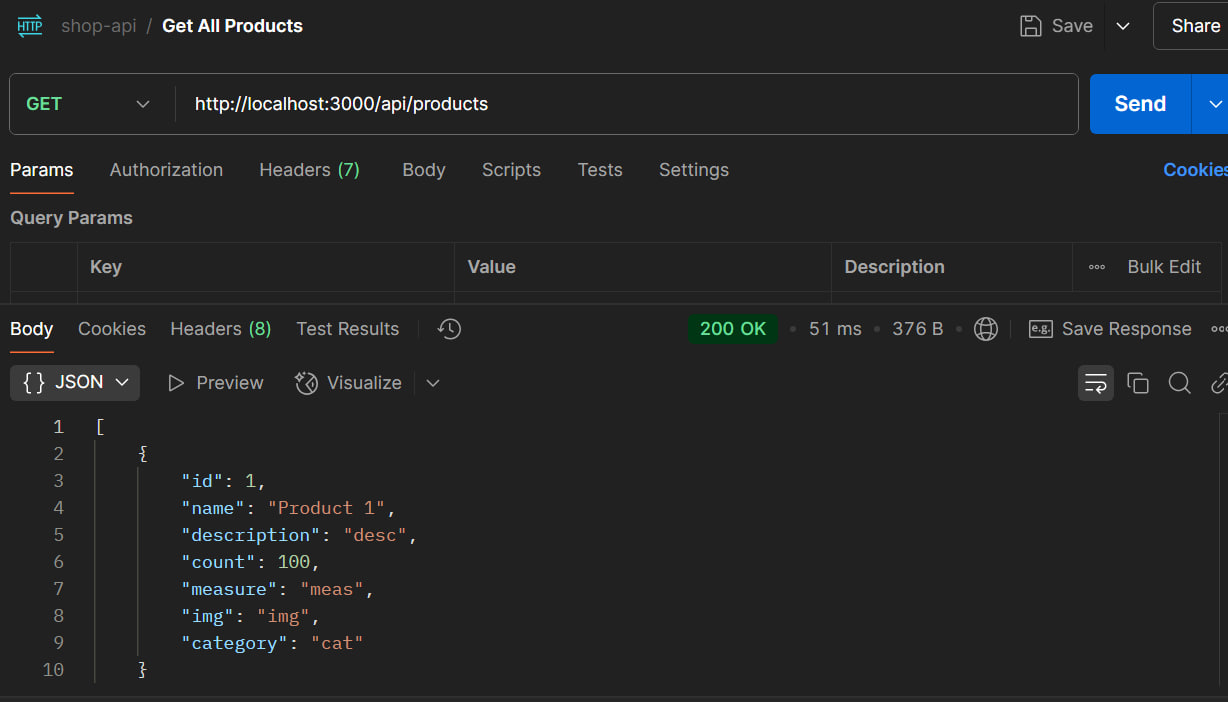 HTTP shop-api / Get All Products Save Share
GET http://localhost:3000/api/products Send
Params Authorization Headers (7) Body Scripts Tests Settings Cookies
Query Params
Key Value Description ooo Bulk Edit
Body Cookies Headers (8) Test Results 200 OK • 51 ms • 376 B • e.g. Save Response ooo
{} JSON Preview Visualize
1 [
2 {
3 "id": 1,
4 "name": "Product 1",
5 "description": "desc",
6 "count": 100,
7 "measure": "meas",
8 "img": "img",
9 "category": "cat"
10 }